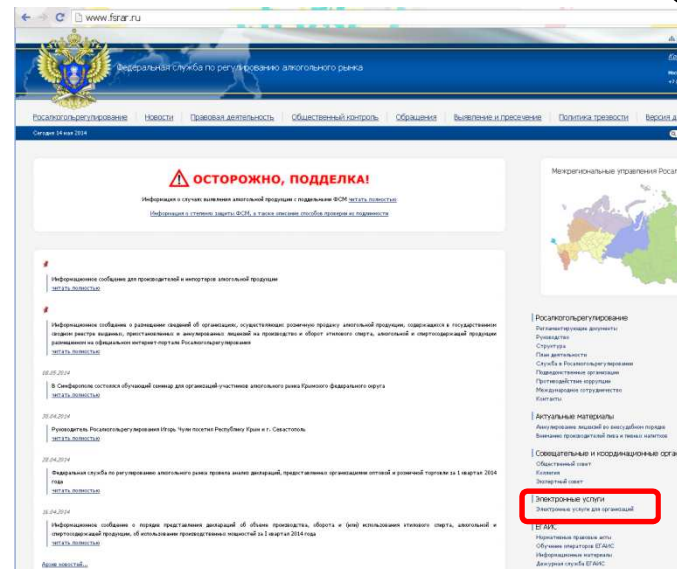 www.fsrar.ru
Федеральная служба по регулированию алкогольного рынка
Росалкогольрегулирование Новости Правовая деятельность Общественный контроль Обращения Выявление и пресечение Политика трезвости Версия д
Сегодня 14 мая 2014
ОСТОРОЖНО, ПОДДЕЛКА!
Информация о случаях выявления алкогольной продукции с поддельными ФСМ читать полностью
Информация о степенях защиты ФСМ, а также описание способов проверки их подлинности
Информационное сообщение для производителей и импортеров алкогольной продукции
читать полностью
Информационное сообщение о размещении сведений об организациях, осуществляющих розничную продажу алкогольной продукции, содержащихся в государственном
сводном реестре выданных, приостановленных и аннулированных лицензий на производство и оборот этилового спирта, алкогольной и спиртосодержащей продукции
размещенном на официальном интернет-портале Росалкогольрегулирования
читать полностью
08.05.2014
В Симферополе состоялся обучающий семинар для организаций-участников алкогольного рынка Крымского федерального округа
читать полностью
30.04.2014
Руководитель Росалкогольрегулирования Игорь Чуян посетил Республику Крым и г. Севастополь
читать полностью
28.04.2014
Федеральная служба по регулированию алкогольного рынка провела анализ деклараций, представленных организациями оптовой и розничной торговли за 1 квартал 2014
года
читать полностью
16.04.2014
Информационное сообщение о порядке представления деклараций об объеме производства, оборота и (или) использования этилового спирта, алкогольной и
спиртосодержащей продукции, об использовании производственных мощностей за 1 квартал 2014 года
читать полностью
Архив новостей...
Межрегиональные управления Росал
Росалкогольрегулирование
Регламентирующие документы
Руководство
Структура
План деятельности
Служба в Росалкогольрегулировании
Подведомственные организации
Противодействие коррупции
Международное сотрудничество
Контакты
Актуальные материалы
Аннулирование лицензий во внесудебном порядке
Вниманию производителей пива и пивных напитков
Совещательные и координационные орга
Общественный совет
Коллегия
Экспертный совет
Электронные услуги
Электронные услуги для организаций
ЕГАИС
Нормативные правовые акты
Обучение операторов ЕГАИС
Информационные материалы
Дежурная служба ЕГАИС